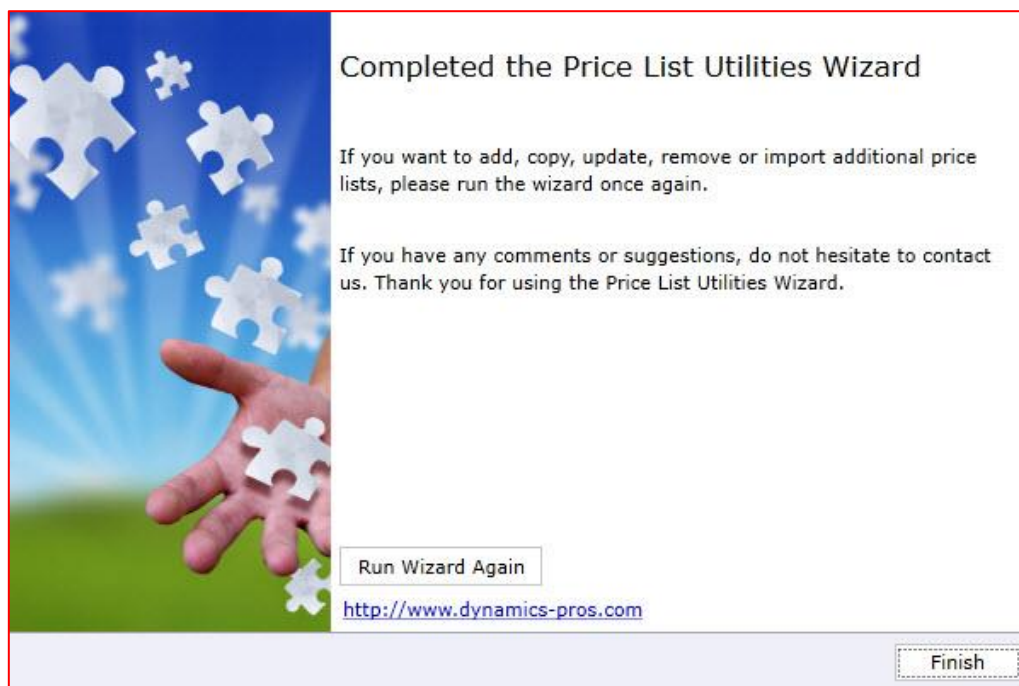 Completed the Price List Utilities Wizard
If you want to add, copy, update, remove or import additional price
lists, please run the wizard once again.
If you have any comments or suggestions, do not hesitate to contact
us. Thank you for using the Price List Utilities Wizard.
Run Wizard Again
http://www.dynamics-pros.com
Finish